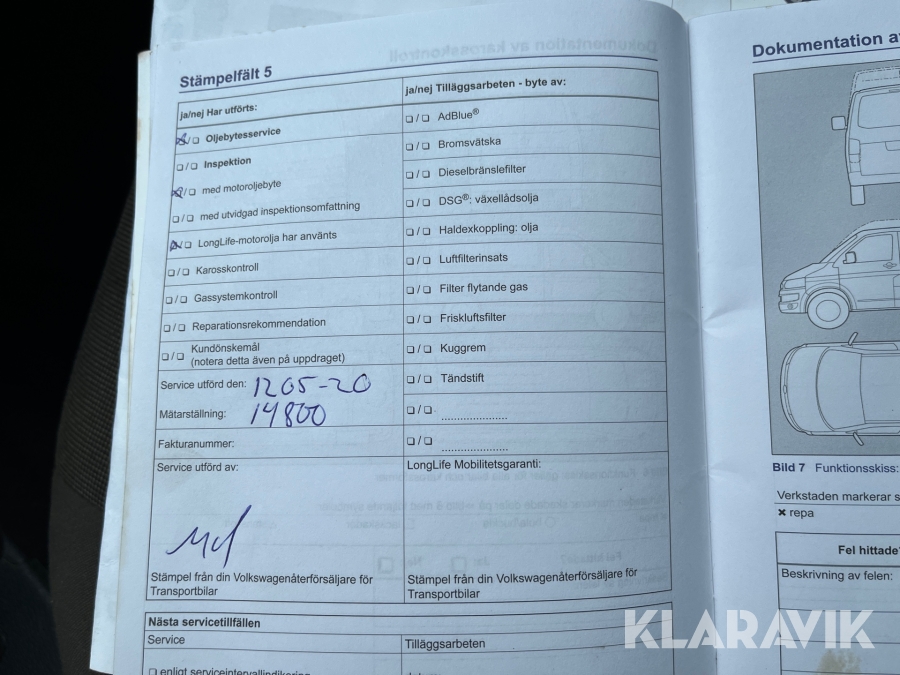 Stämpelfält 5
ja/nej Har utförts:
☒/☐ Oljebytesservice
☐/☐ Inspektion
☒/☐ med motoroljebyte
☐/☐ med utvidgad inspektionsomfattning
☒/☐ LongLife-motorolja har använts
☐/☐ Karosskontroll
☐/☐ Gassystemkontroll
☐/☐ Reparationsrekommendation
☐/☐ Kundönskemål
(notera detta även på uppdraget)
Service utförd den: 1205-20
Mätarställning: 14800
Fakturanummer:
Service utförd av:
Stämpel från din Volkswagenåterförsäljare för
Transportbilar
ja/nej Tilläggsarbeten - byte av:
☐/☐ AdBlue®
☐/☐ Bromsvätska
☐/☐ Dieselbränslefilter
☐/☐ DSG®: växellådsolja
☐/☐ Haldexkoppling: olja
☐/☐ Luftfilterinsats
☐/☐ Filter flytande gas
☐/☐ Friskluftsfilter
☐/☐ Kuggrem
☐/☐ Tändstift
☐/☐ ....................
☐/☐ ....................
LongLife Mobilitetsgaranti:
Stämpel från din Volkswagenåterförsäljare för
Transportbilar
Nästa servicetillfällen
Service
Tilläggsarbeten
☐ enligt serviceintervallindikering
Dokumentation
Bild 7 Funktionsskiss:
Verkstaden markerar
× repa
Fel hittade
Beskrivning av felen:
KLARAVIK